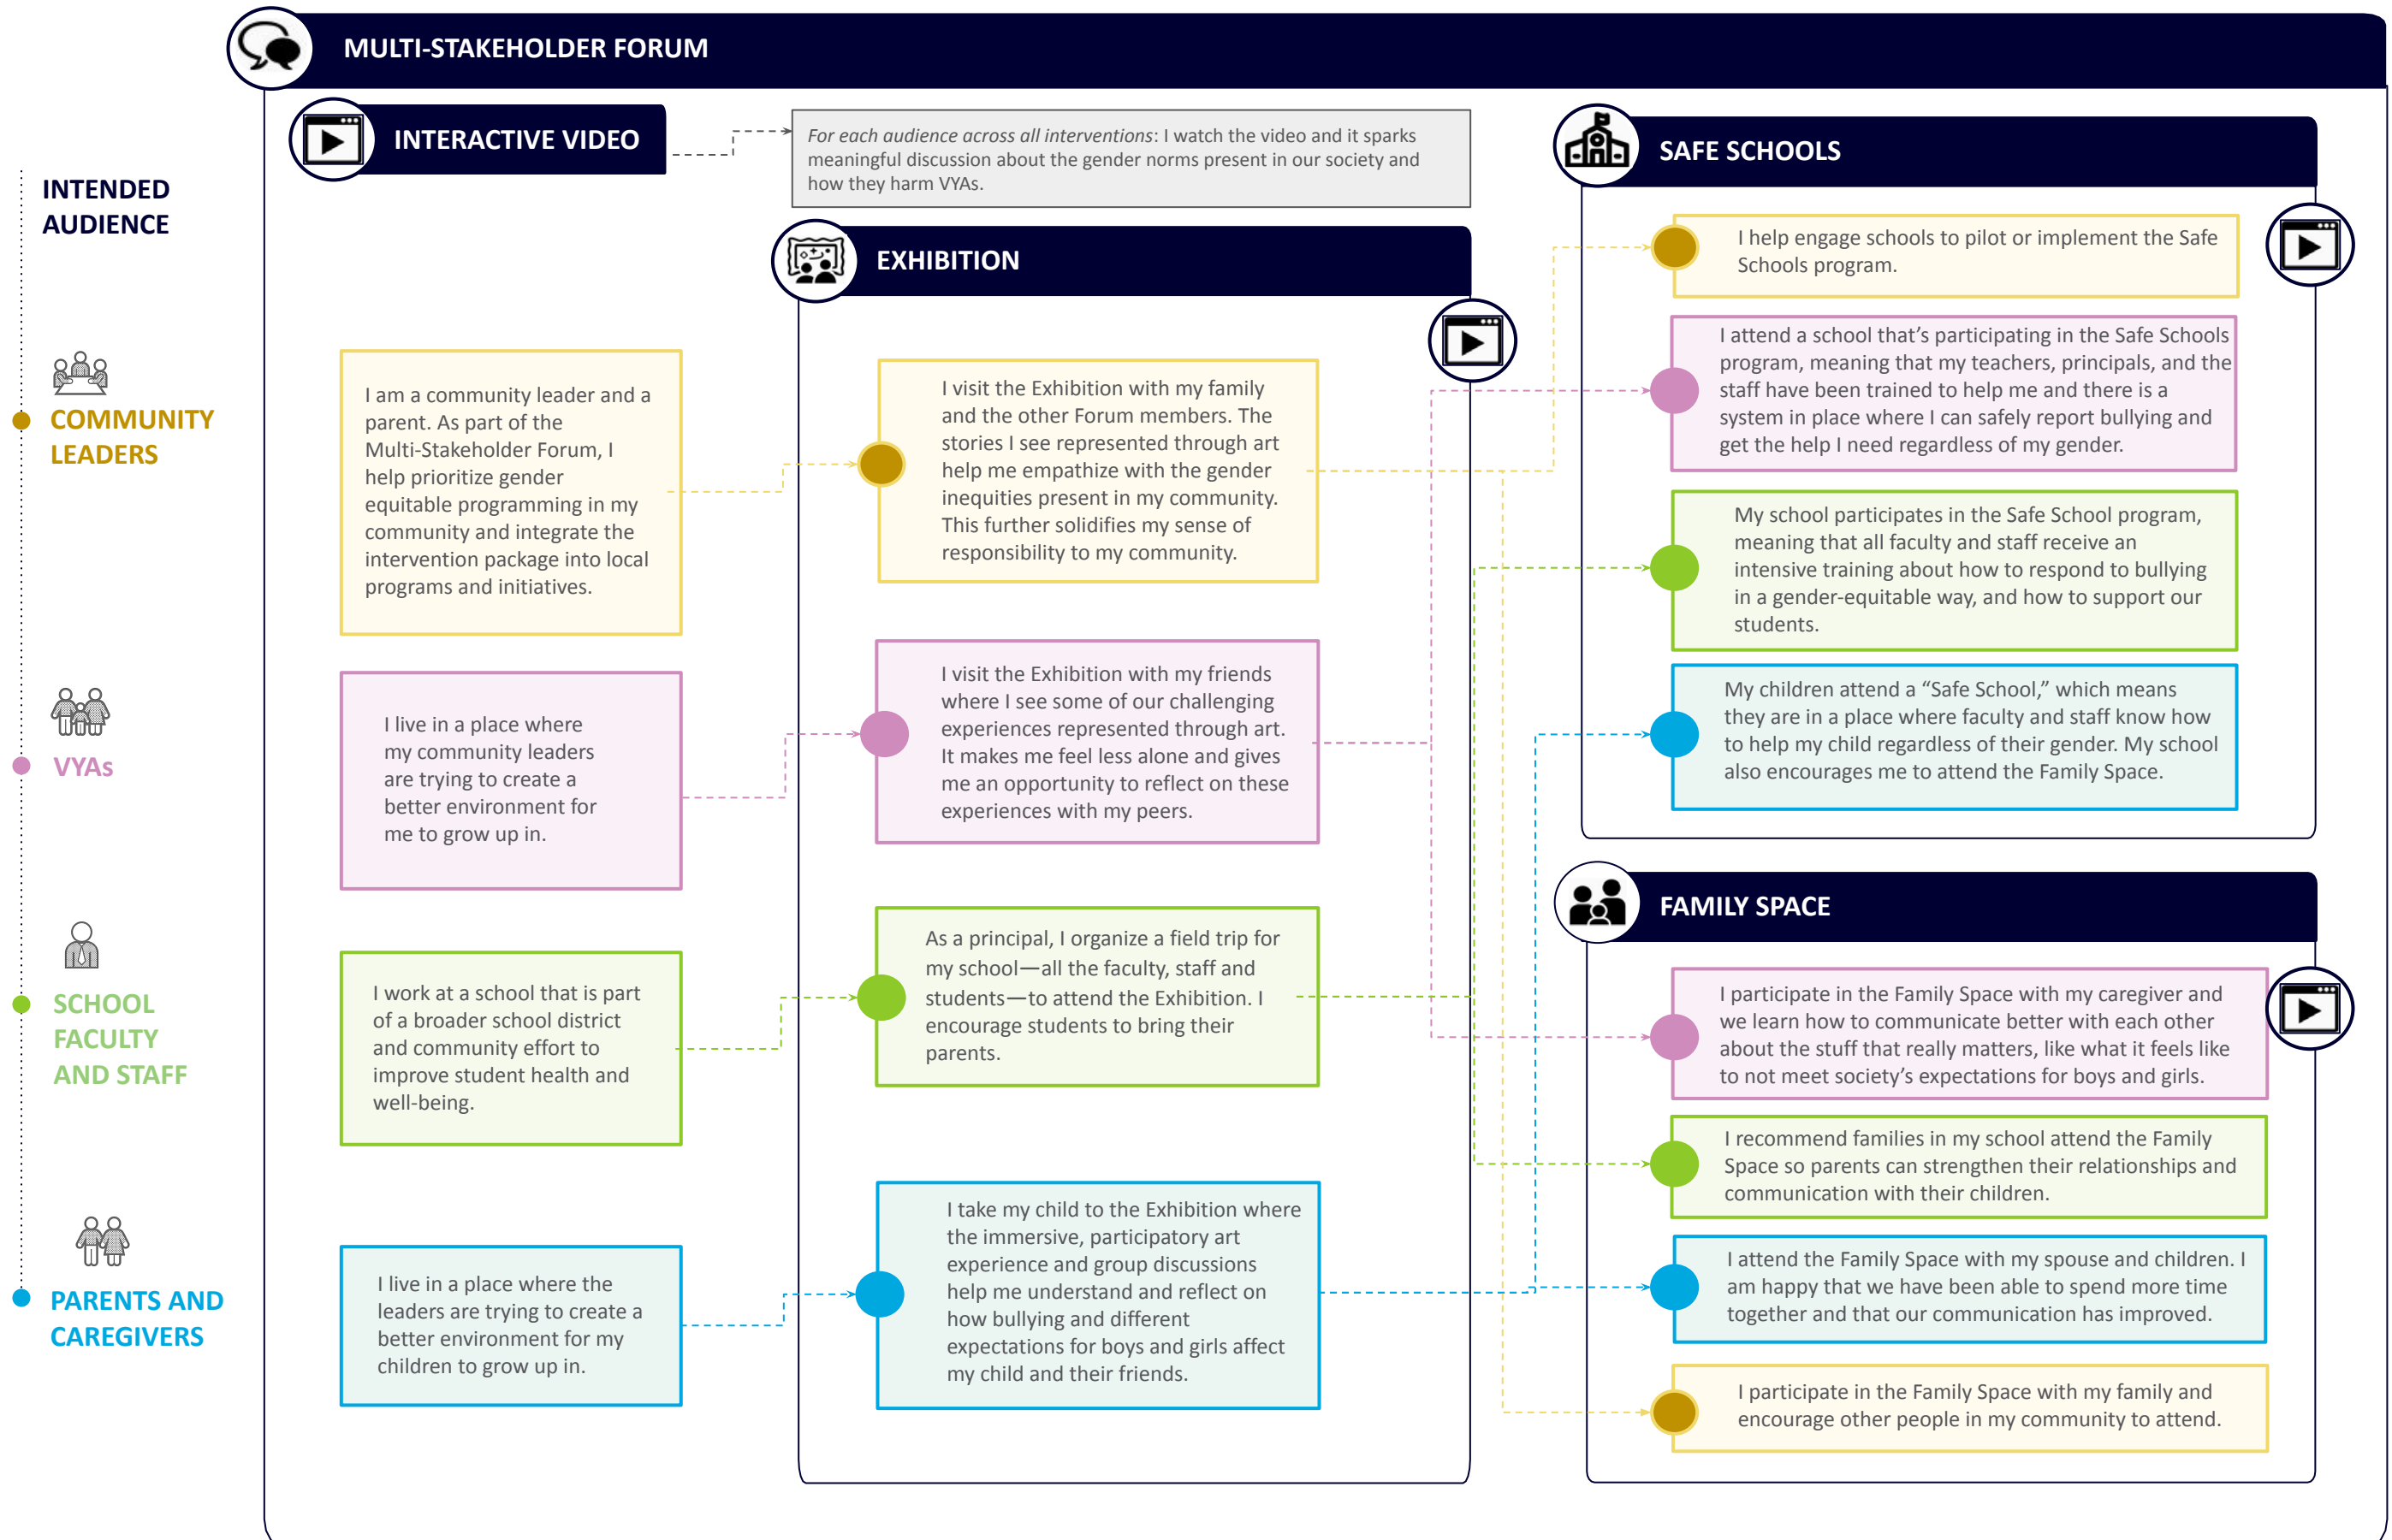 MULTI-STAKEHOLDER FORUM
INTERACTIVE VIDEO
For each audience across all interventions: I watch the video and it sparks
meaningful discussion about the gender norms present in our society and
how they harm VYAs.
INTENDED
AUDIENCE
COMMUNITY
LEADERS
VYAs
SCHOOL
FACULTY
AND STAFF
PARENTS AND
CAREGIVERS
I am a community leader and a
parent. As part of the
Multi-Stakeholder Forum, I
help prioritize gender
equitable programming in my
community and integrate the
intervention package into local
programs and initiatives.
I live in a place where
my community leaders
are trying to create a
better environment for
me to grow up in.
I work at a school that is part
of a broader school district
and community effort to
improve student health and
well-being.
I live in a place where the
leaders are trying to create a
better environment for my
children to grow up in.
EXHIBITION
I visit the Exhibition with my family
and the other Forum members. The
stories I see represented through art
help me empathize with the gender
inequities present in my community.
This further solidifies my sense of
responsibility to my community.
I visit the Exhibition with my friends
where I see some of our challenging
experiences represented through art.
It makes me feel less alone and gives
me an opportunity to reflect on these
experiences with my peers.
As a principal, I organize a field trip for
my school—all the faculty, staff and
students—to attend the Exhibition. I
encourage students to bring their
parents.
I take my child to the Exhibition where
the immersive, participatory art
experience and group discussions
help me understand and reflect on
how bullying and different
expectations for boys and girls affect
my child and their friends.
SAFE SCHOOLS
I help engage schools to pilot or implement the Safe
Schools program.
I attend a school that’s participating in the Safe Schools
program, meaning that my teachers, principals, and the
staff have been trained to help me and there is a
system in place where I can safely report bullying and
get the help I need regardless of my gender.
My school participates in the Safe School program,
meaning that all faculty and staff receive an
intensive training about how to respond to bullying
in a gender-equitable way, and how to support our
students.
My children attend a “Safe School,” which means
they are in a place where faculty and staff know how
to help my child regardless of their gender. My school
also encourages me to attend the Family Space.
FAMILY SPACE
I participate in the Family Space with my caregiver and
we learn how to communicate better with each other
about the stuff that really matters, like what it feels like
to not meet society’s expectations for boys and girls.
I recommend families in my school attend the Family
Space so parents can strengthen their relationships and
communication with their children.
I attend the Family Space with my spouse and children. I
am happy that we have been able to spend more time
together and that our communication has improved.
I participate in the Family Space with my family and
encourage other people in my community to attend.